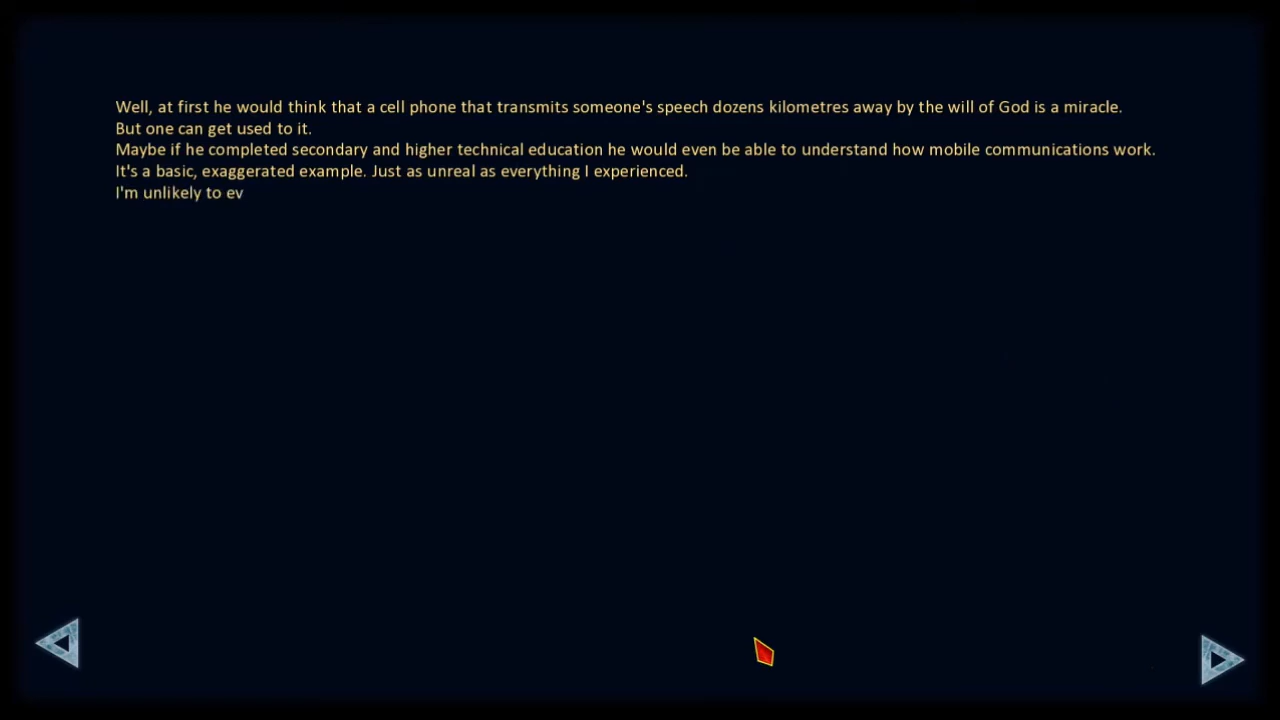 Well, at first he would think that a cell phone that transmits someone's speech dozens kilometres away by the will of God is a miracle.
But one can get used to it.
Maybe if he completed secondary and higher technical education he would even be able to understand how mobile communications work.
It's a basic, exaggerated example. Just as unreal as everything I experienced.
I'm unlikely to ev